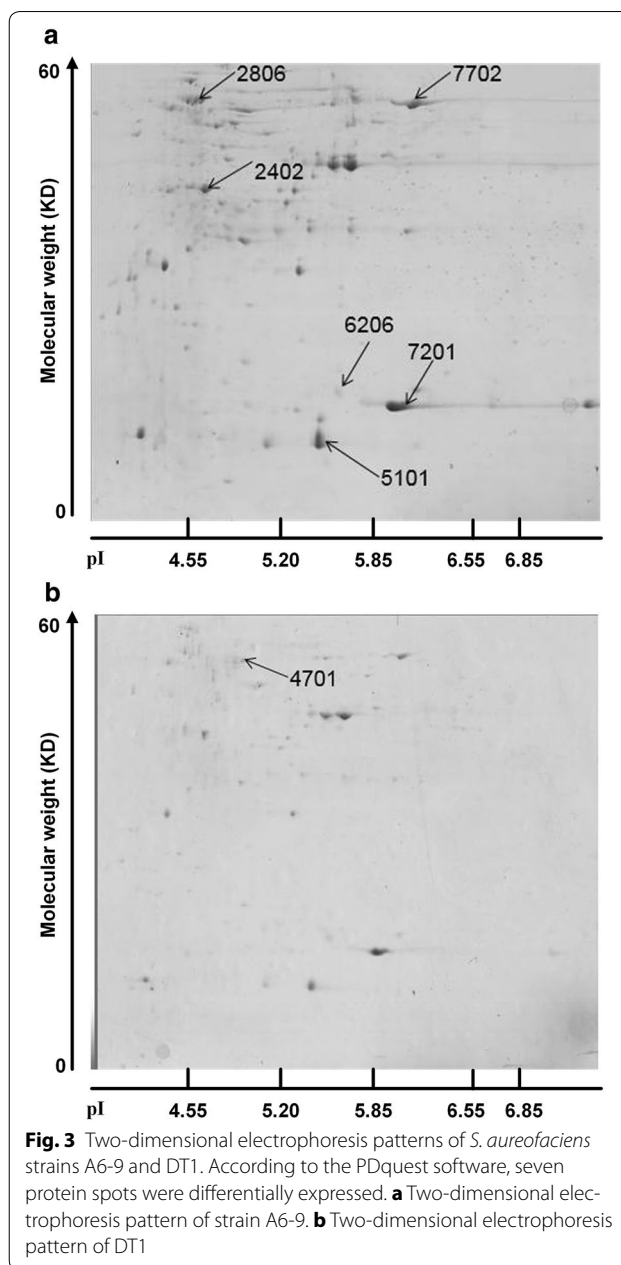 a
60
2806
7702
2402
6206
7201
5101
Molecular weight (KD)
0
pI 4.55 5.20 5.85 6.55 6.85
b
60
4701
Molecular weight (KD)
0
pI 4.55 5.20 5.85 6.55 6.85
Fig. 3 Two-dimensional electrophoresis patterns of S. aureofaciens
strains A6-9 and DT1. According to the PDquest software, seven
protein spots were differentially expressed. a Two-dimensional elec-
trophoresis pattern of strain A6-9. b Two-dimensional electrophoresis
pattern of DT1